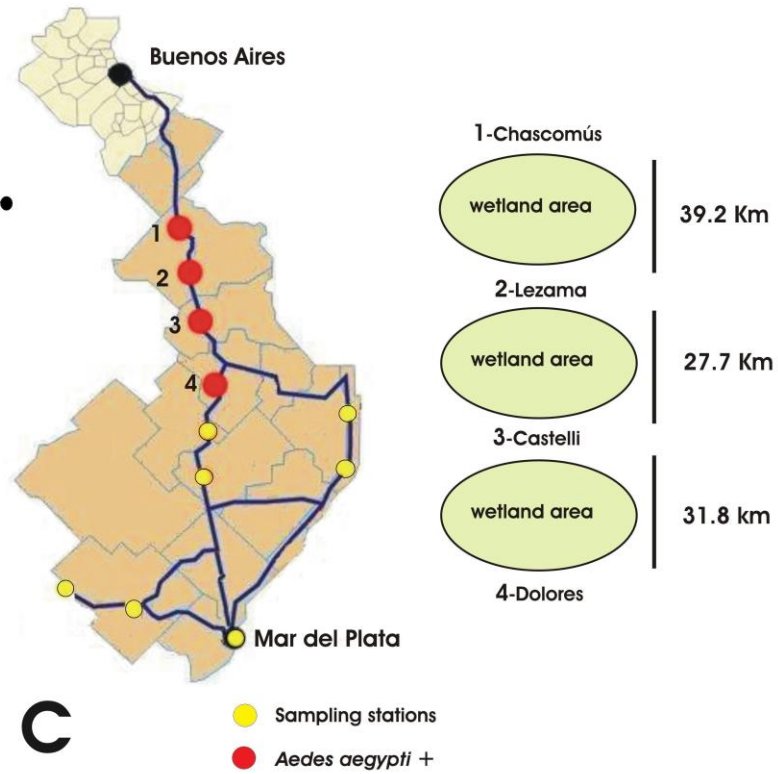 Buenos Aires
1
2
3
4
Mar del Plata
1-Chascomús
wetland area
39.2 Km
2-Lezama
wetland area
27.7 Km
3-Castelli
wetland area
31.8 km
4-Dolores
C
Sampling stations
Aedes aegypti +